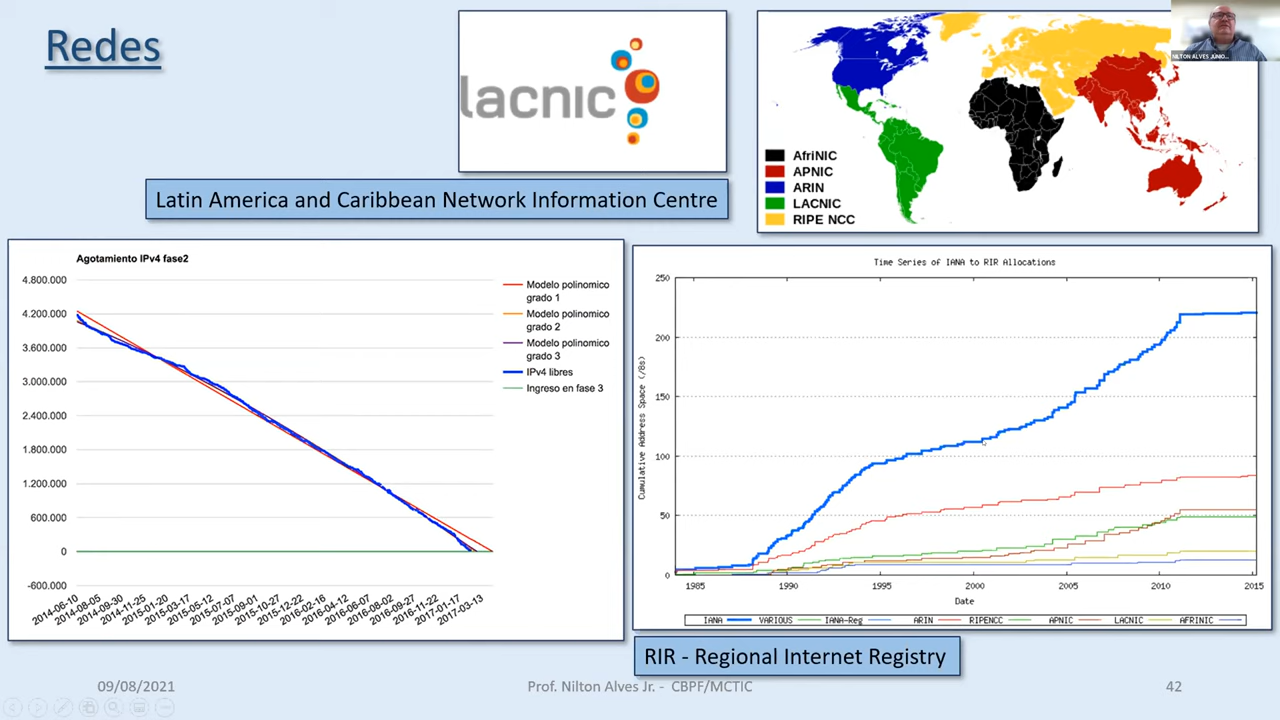 Redes
lacnic
NILTON ALVES JÚNIO...
AfriNIC
APNIC
ARIN
LACNIC
RIPE NCC
Latin America and Caribbean Network Information Centre
Agotamiento IPv4 fase2
4.800.000
4.200.000
3.600.000
3.000.000
2.400.000
1.800.000
1.200.000
600.000
0
-600.000
2014-06-10
2014-08-05
2014-09-30
2014-11-25
2015-01-20
2015-03-17
2015-05-12
2015-07-07
2015-09-01
2015-10-27
2015-12-22
2016-02-16
2016-04-12
2016-06-07
2016-08-02
2016-09-27
2016-11-22
2017-01-17
2017-03-13
Modelo polinomico
grado 1
Modelo polinomico
grado 2
Modelo polinomico
grado 3
IPv4 libres
Ingreso en fase 3
Time Series of IANA to RIR Allocations
Cumulative Address Space (/8s)
250
200
150
100
50
0
1985 1990 1995 2000 2005 2010 2015
Date
IANA VARIOUS IANA-Reg ARIN RIPENCC APNIC LACNIC AFRINIC
RIR - Regional Internet Registry
09/08/2021
Prof. Nilton Alves Jr. - CBPF/MCTIC
42